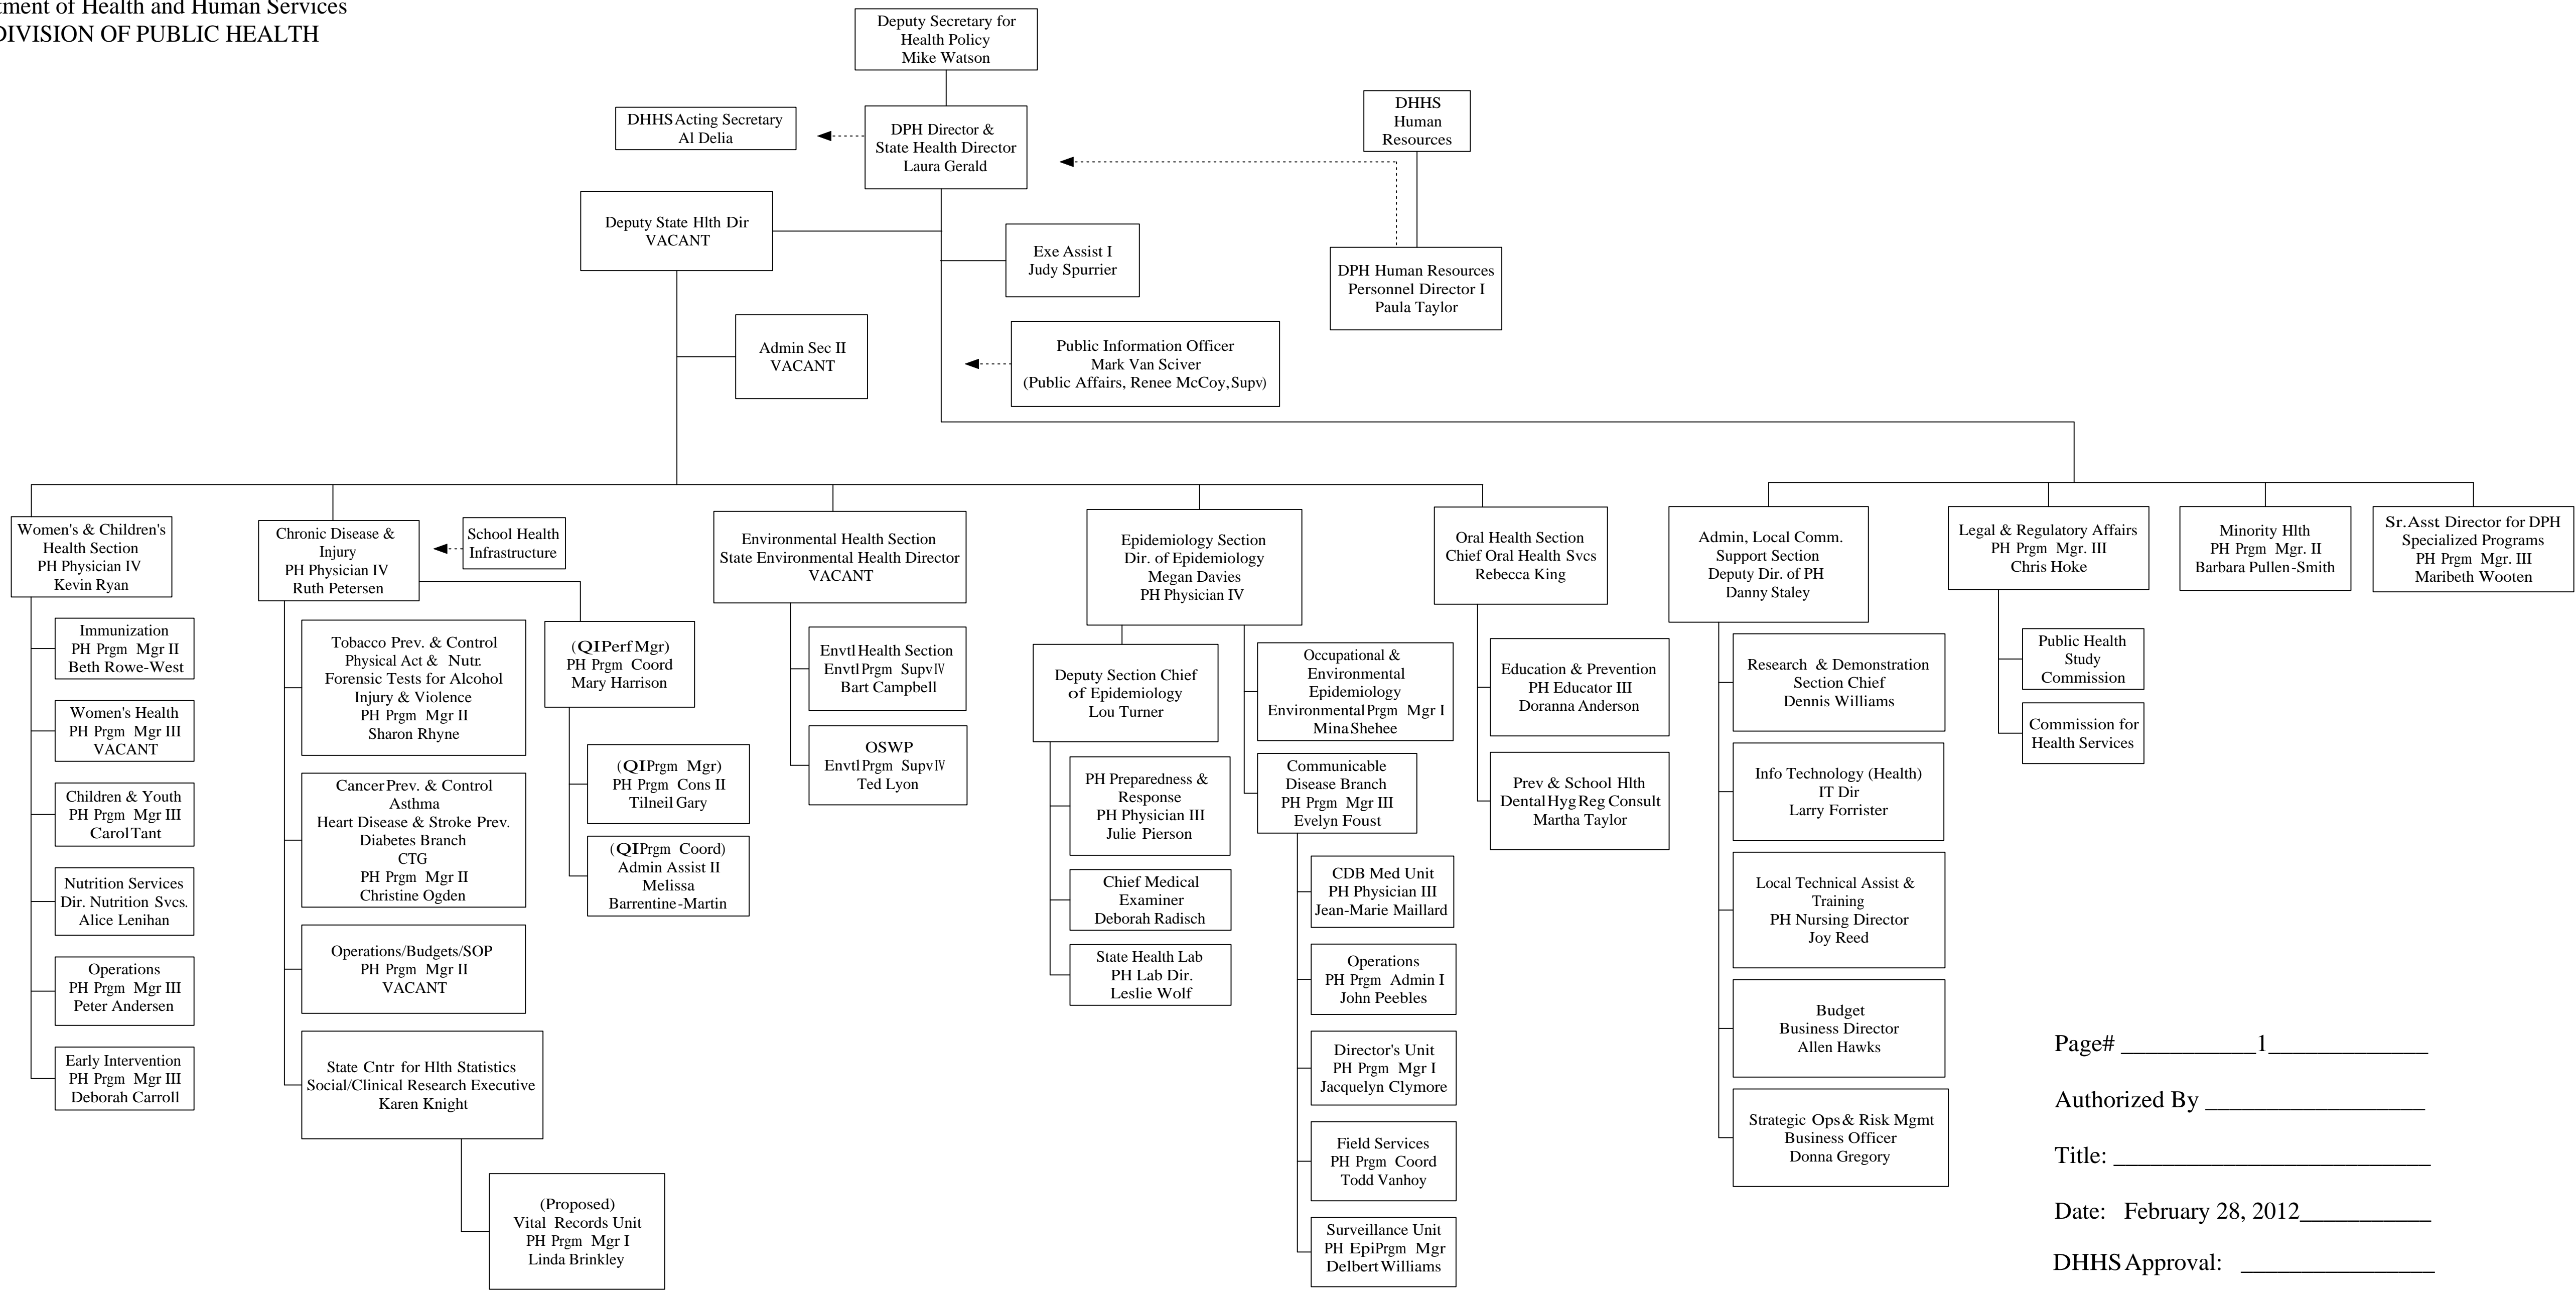 tment of Health and Human Services
DIVISION OF PUBLIC HEALTH
Deputy Secretary for
Health Policy
Mike Watson
DHHS Acting Secretary
Al Delia
DPH Director &
State Health Director
Laura Gerald
DHHS
Human
Resources
Deputy State Hlth Dir
VACANT
Exe Assist I
Judy Spurrier
DPH Human Resources
Personnel Director I
Paula Taylor
Admin Sec II
VACANT
Public Information Officer
Mark Van Sciver
(Public Affairs, Renee McCoy, Supv)
Women's & Children's
Health Section
PH Physician IV
Kevin Ryan
Immunization
PH Prgm Mgr II
Beth Rowe-West
Women's Health
PH Prgm Mgr III
VACANT
Children & Youth
PH Prgm Mgr III
Carol Tant
Nutrition Services
Dir. Nutrition Svcs.
Alice Lenihan
Operations
PH Prgm Mgr III
Peter Andersen
Early Intervention
PH Prgm Mgr III
Deborah Carroll
Chronic Disease &
Injury
PH Physician IV
Ruth Petersen
School Health
Infrastructure
Tobacco Prev. & Control
Physical Act & Nutr.
Forensic Tests for Alcohol
Injury & Violence
PH Prgm Mgr II
Sharon Rhyne
Cancer Prev. & Control
Asthma
Heart Disease & Stroke Prev.
Diabetes Branch
CTG
PH Prgm Mgr II
Christine Ogden
Operations/Budgets/SOP
PH Prgm Mgr II
VACANT
State Cntr for Hlth Statistics
Social/Clinical Research Executive
Karen Knight
(Proposed)
Vital Records Unit
PH Prgm Mgr I
Linda Brinkley
(QI Perf Mgr)
PH Prgm Coord
Mary Harrison
(QI Prgm Mgr)
PH Prgm Cons II
Tilneil Gary
(QI Prgm Coord)
Admin Assist II
Melissa
Barrentine-Martin
Environmental Health Section
State Environmental Health Director
VACANT
Envtl Health Section
Envtl Prgm Supv IV
Bart Campbell
OSWP
Envtl Prgm Supv IV
Ted Lyon
Epidemiology Section
Dir. of Epidemiology
Megan Davies
PH Physician IV
Deputy Section Chief
of Epidemiology
Lou Turner
PH Preparedness &
Response
PH Physician III
Julie Pierson
Chief Medical
Examiner
Deborah Radisch
State Health Lab
PH Lab Dir.
Leslie Wolf
Occupational &
Environmental
Epidemiology
Environmental Prgm Mgr I
Mina Shehee
Communicable
Disease Branch
PH Prgm Mgr III
Evelyn Foust
CDB Med Unit
PH Physician III
Jean-Marie Maillard
Operations
PH Prgm Admin I
John Peebles
Director's Unit
PH Prgm Mgr I
Jacquelyn Clymore
Field Services
PH Prgm Coord
Todd Vanhoy
Surveillance Unit
PH Epi Prgm Mgr
Delbert Williams
Oral Health Section
Chief Oral Health Svcs
Rebecca King
Education & Prevention
PH Educator III
Doranna Anderson
Prev & School Hlth
Dental Hyg Reg Consult
Martha Taylor
Admin, Local Comm.
Support Section
Deputy Dir. of PH
Danny Staley
Research & Demonstration
Section Chief
Dennis Williams
Info Technology (Health)
IT Dir
Larry Forrister
Local Technical Assist &
Training
PH Nursing Director
Joy Reed
Budget
Business Director
Allen Hawks
Strategic Ops & Risk Mgmt
Business Officer
Donna Gregory
Legal & Regulatory Affairs
PH Prgm Mgr. III
Chris Hoke
Public Health
Study
Commission
Commission for
Health Services
Minority Hlth
PH Prgm Mgr. II
Barbara Pullen-Smith
Sr. Asst Director for DPH
Specialized Programs
PH Prgm Mgr. III
Maribeth Wooten
Page# ___________1_____________
Authorized By __________________
Title: __________________________
Date: February 28, 2012___________
DHHS Approval: ________________